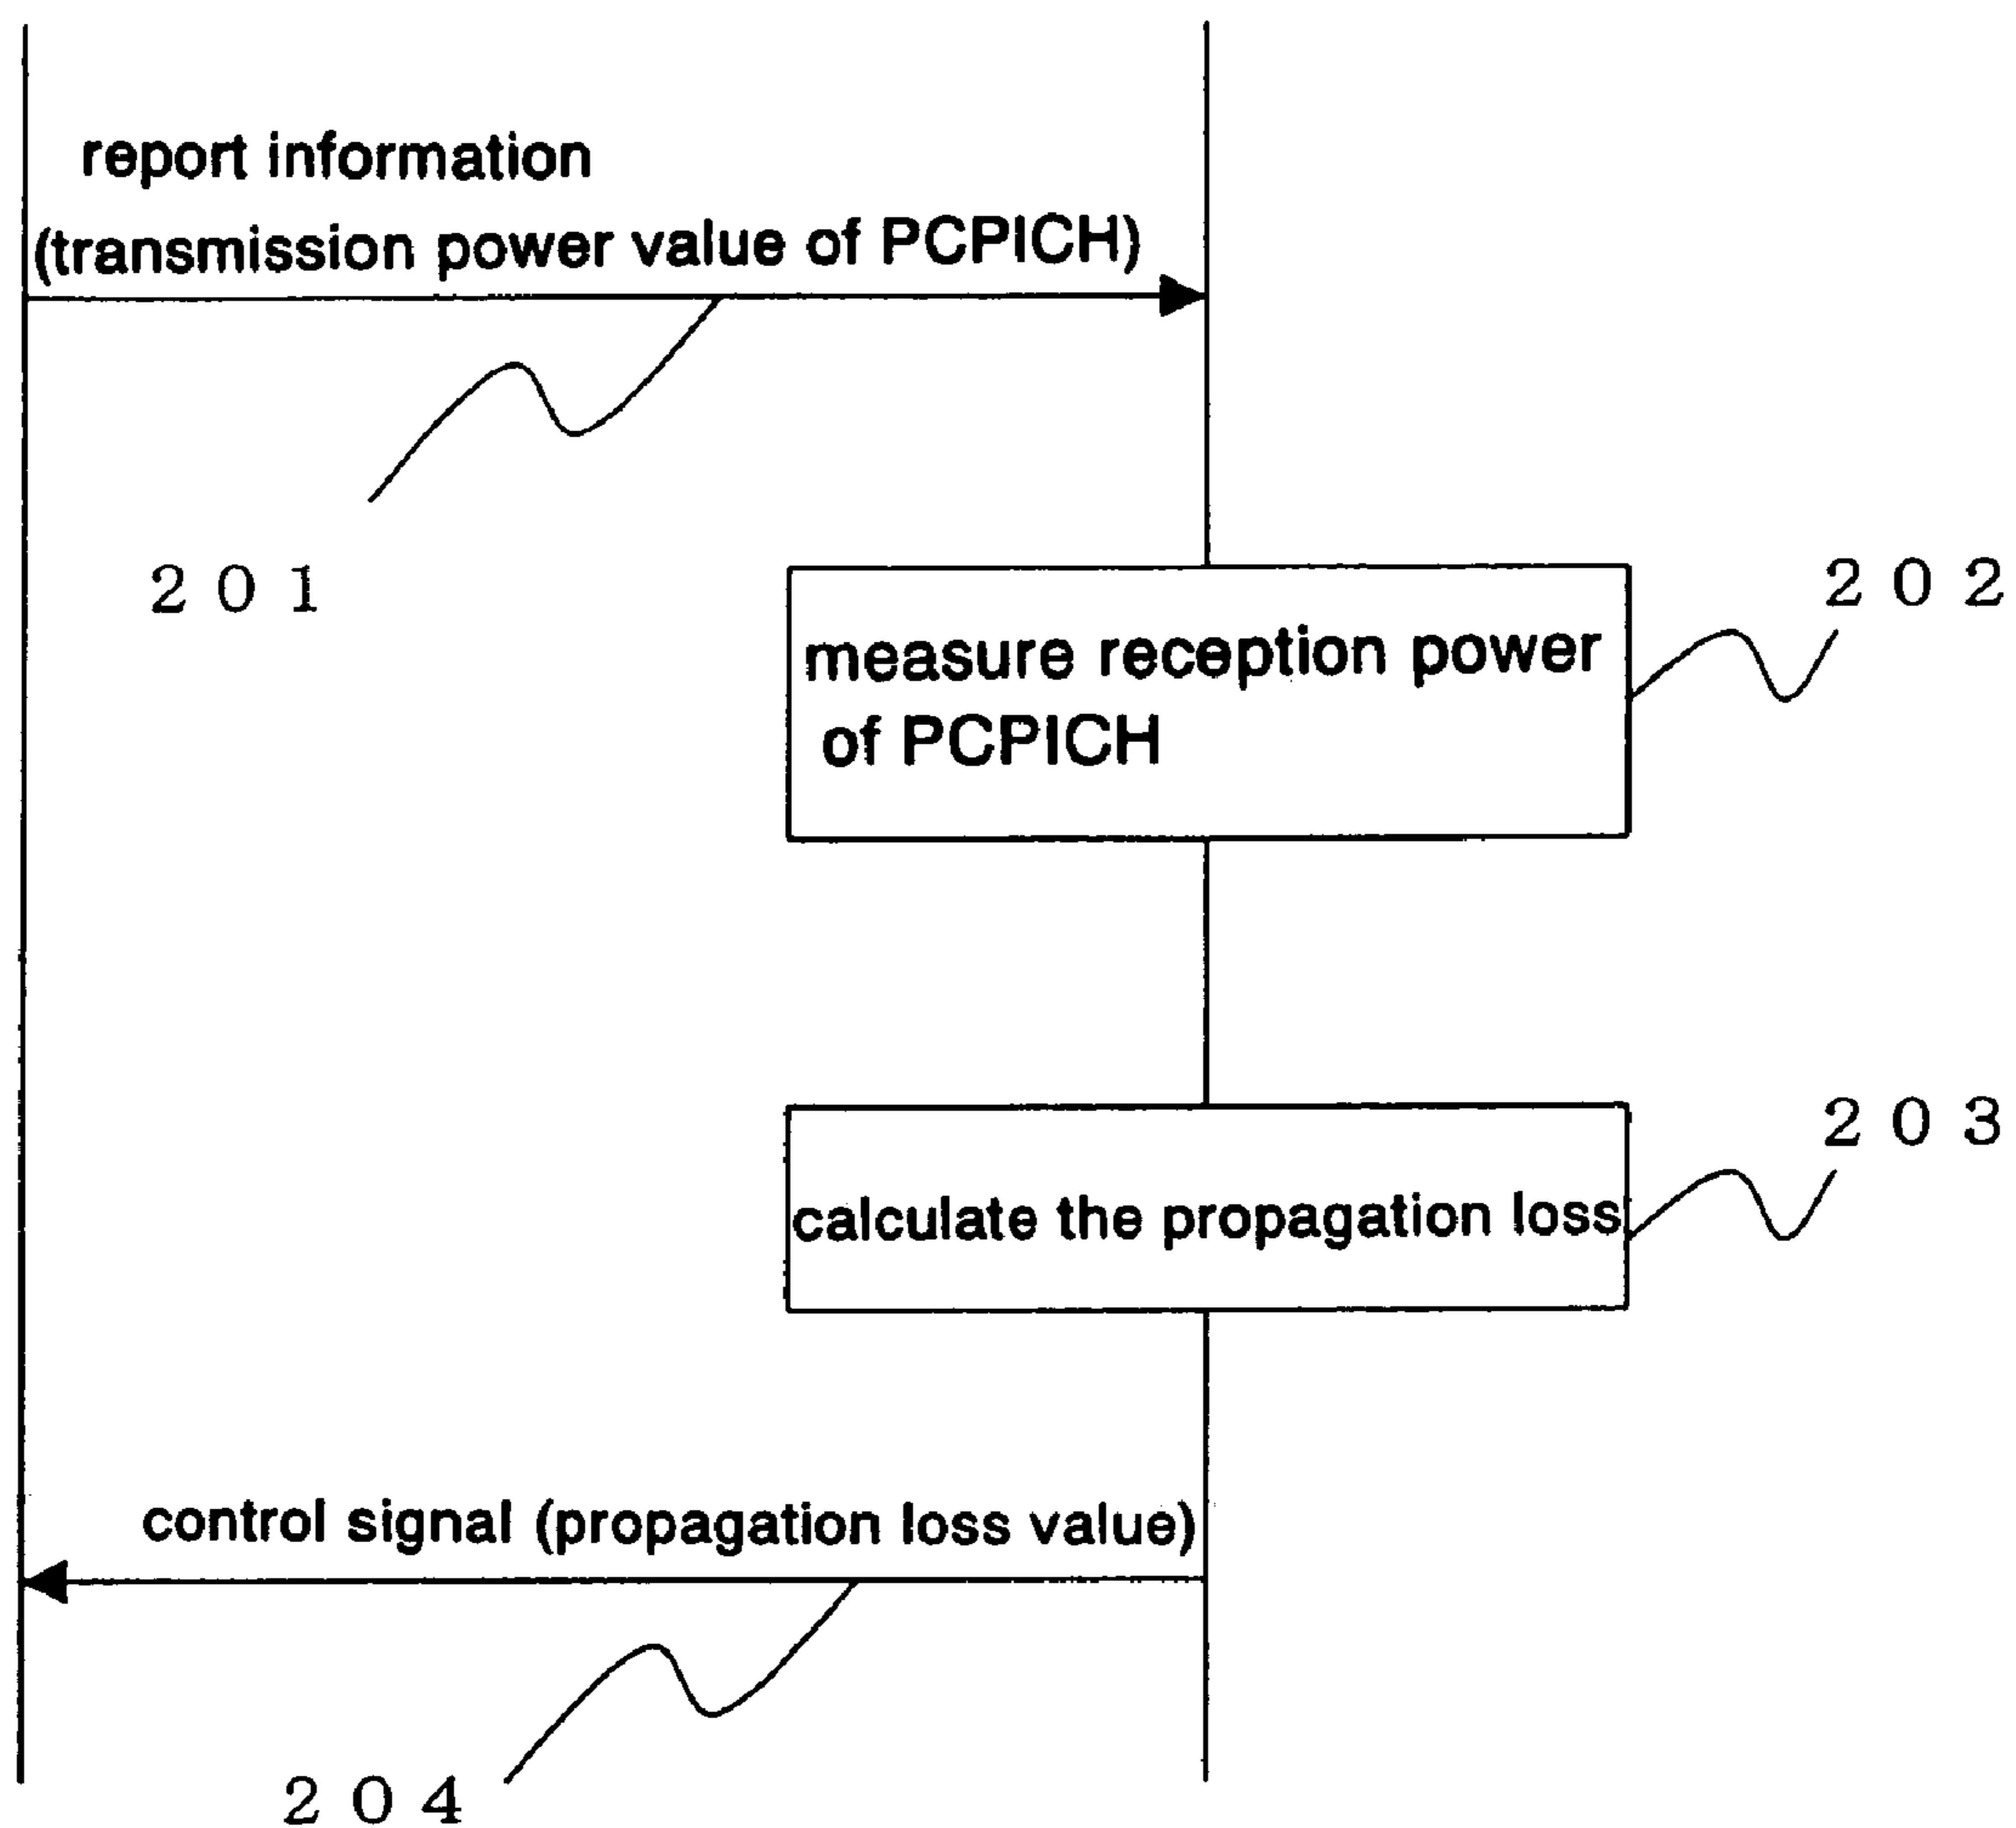 report information
(transmission power value of PCPICH)
201
202
measure reception power
of PCPICH
203
calculate the propagation loss
control signal (propagation loss value)
204